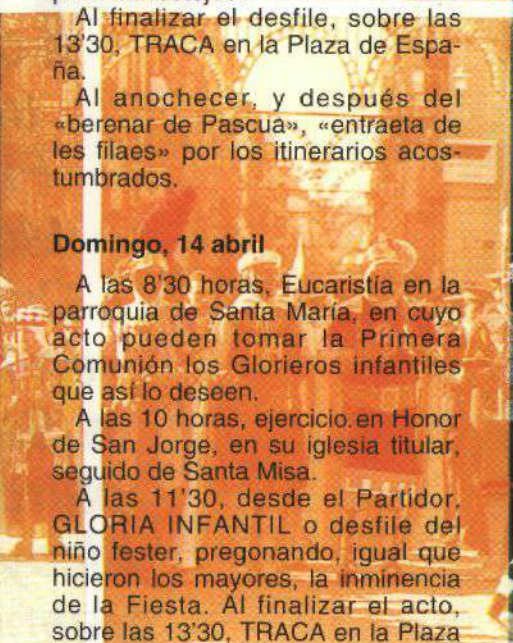 Al finalizar el desfile, sobre las
13'30, TRACA en la Plaza de Espa-
ña.
Al anochecer, y después del
«berenar de Pascua», «entraeta de
les filaes» por los itinerarios acos-
tumbrados.
Domingo, 14 abril
A las 8'30 horas, Eucaristía en la
parroquia de Santa María, en cuyo
acto pueden tomar la Primera
Comunión los Glorieros infantiles
que así lo deseen.
A las 10 horas, ejercicio en Honor
de San Jorge, en su iglesia titular,
seguido de Santa Misa.
A las 11'30, desde el Partidor,
GLORIA INFANTIL o desfile del
niño fester, pregonando, igual que
hicieron los mayores, la inminencia
de la Fiesta. Al finalizar el acto,
sobre las 13'30, TRACA en la Plaza